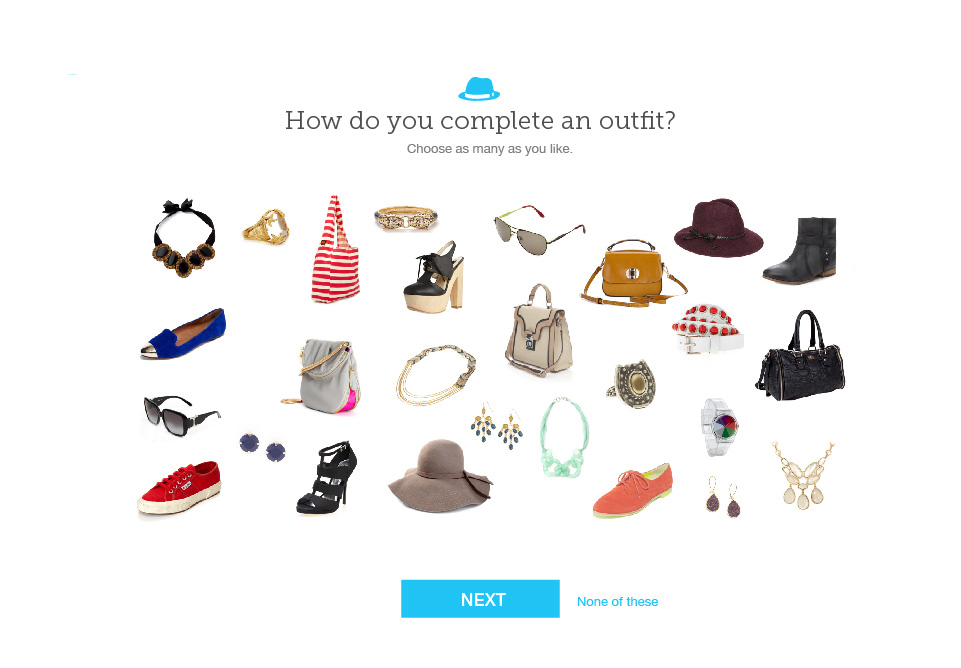 How do you complete an outfit?
Choose as many as you like.
NEXT
None of these